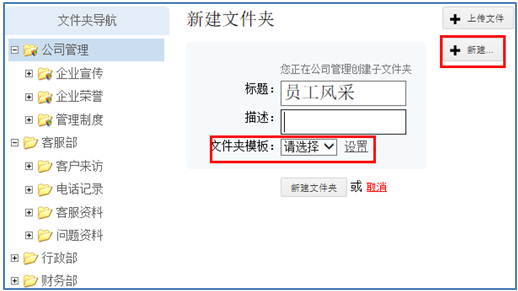 文件夹导航
公司管理
企业宣传
企业荣誉
管理制度
客服部
客户来访
电话记录
客服资料
问题资料
行政部
财务部
新建文件夹
您正在公司管理创建子文件夹
标题：员工风采
描述：
文件夹模板：请选择 设置
新建文件夹 或 取消
上传文件
新建...